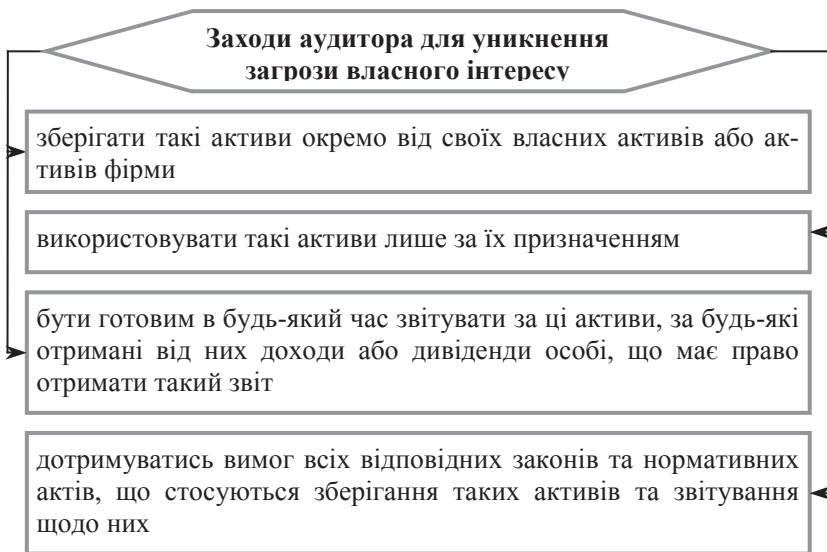 Заходи аудитора для уникнення
загрози власного інтересу
зберігати такі активи окремо від своїх власних активів або ак-
тивів фірми
використовувати такі активи лише за їх призначенням
бути готовим в будь-який час звітувати за ці активи, за будь-які
отримані від них доходи або дивіденди особі, що має право
отримати такий звіт
дотримуватись вимог всіх відповідних законів та нормативних
актів, що стосуються зберігання таких активів та звітування
щодо них